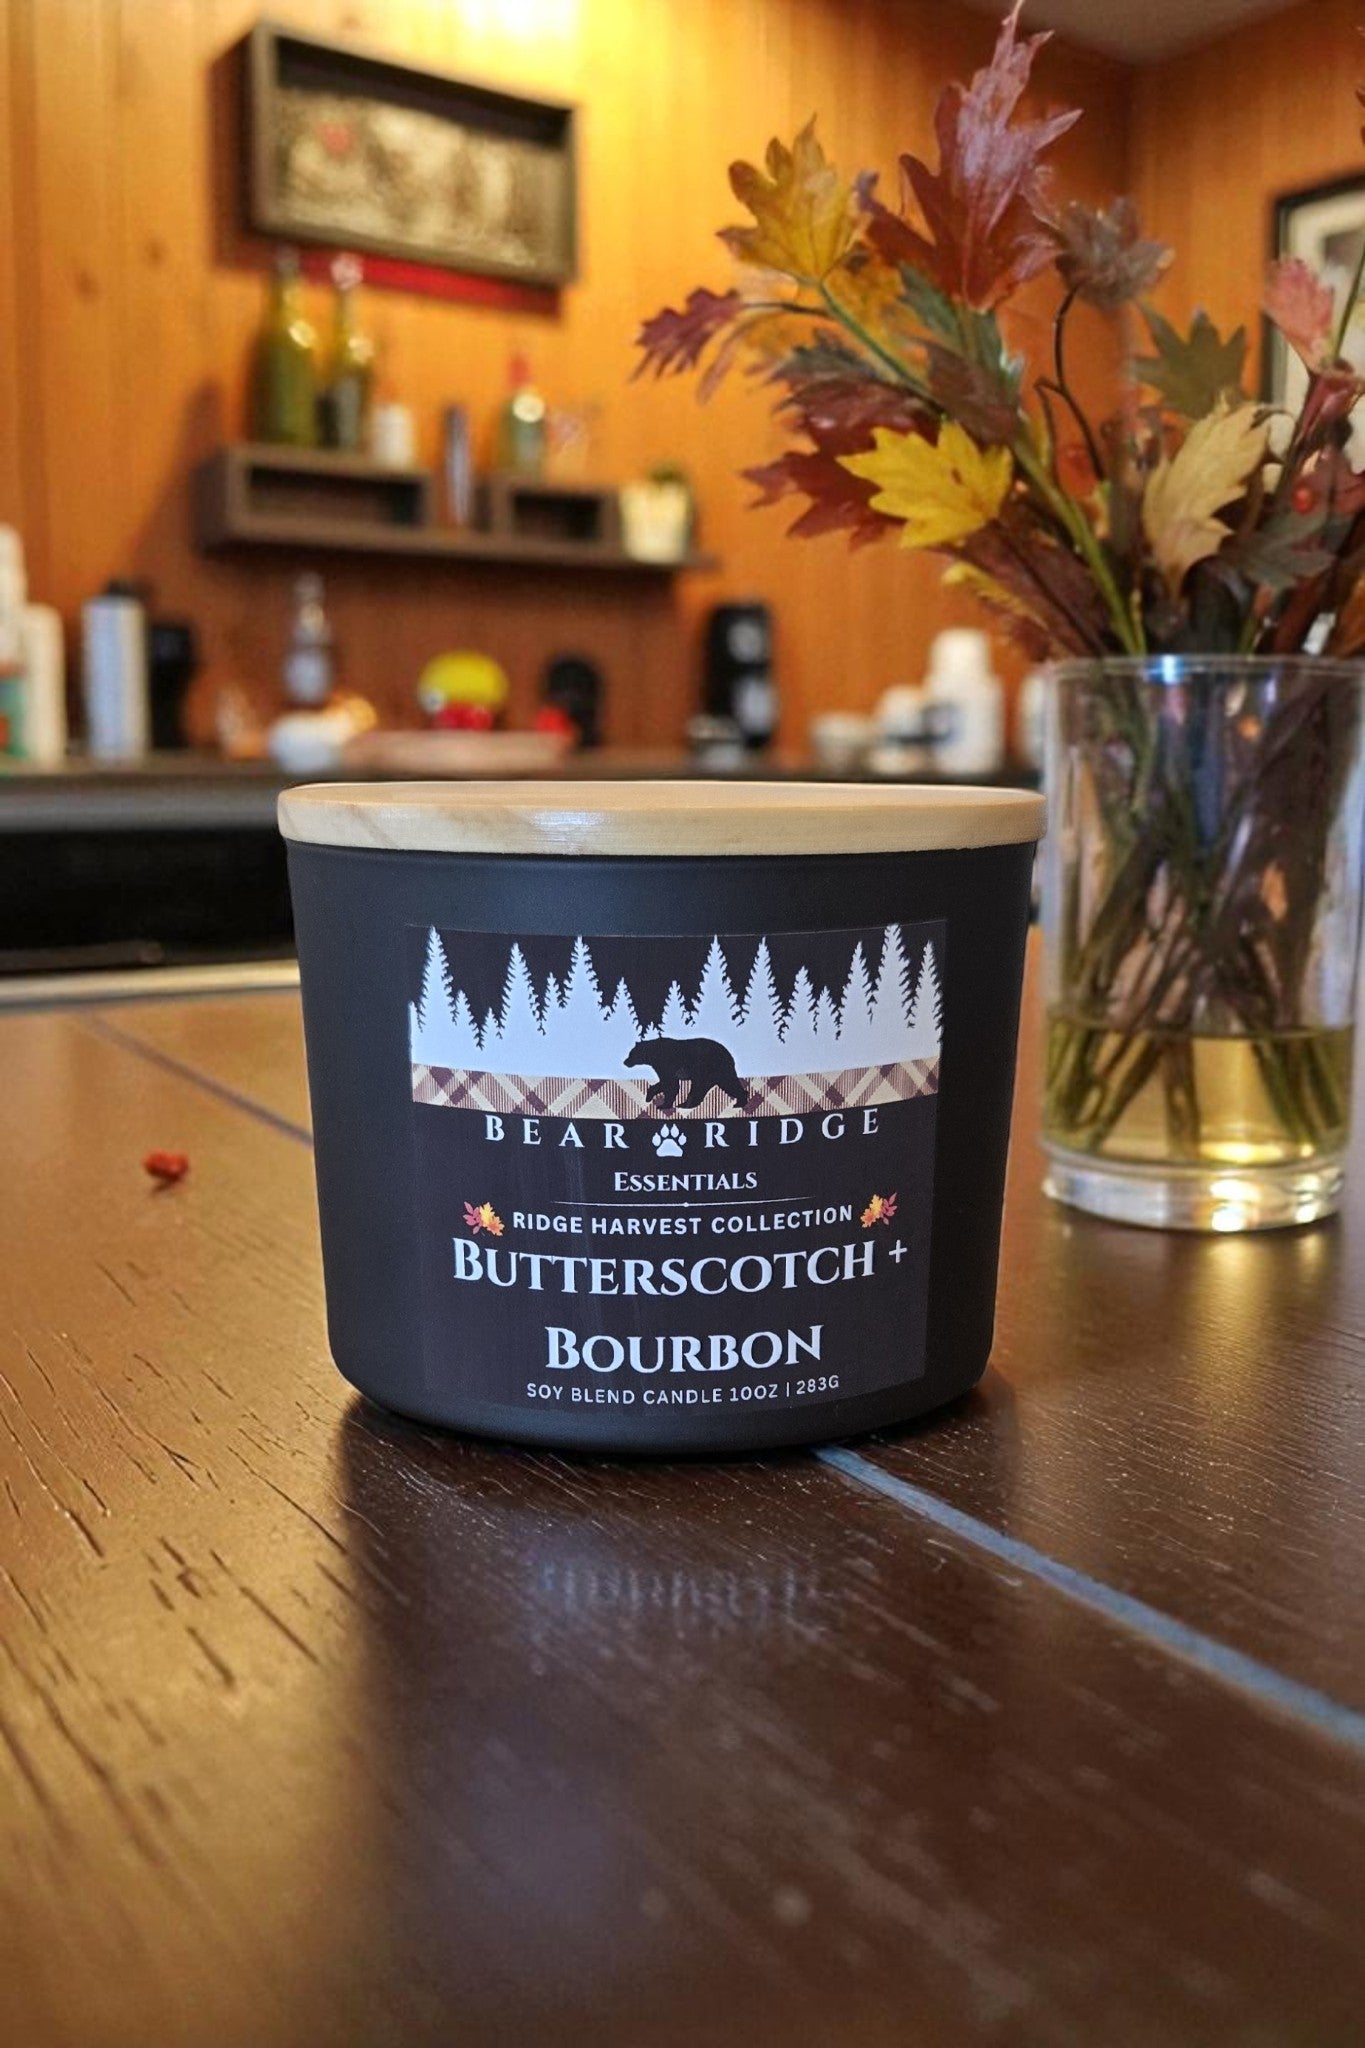 BEAR RIDGE
ESSENTIALS
RIDGE HARVEST COLLECTION
BUTTERSCOTCH +
BOURBON
SOY BLEND CANDLE 10OZ | 283G